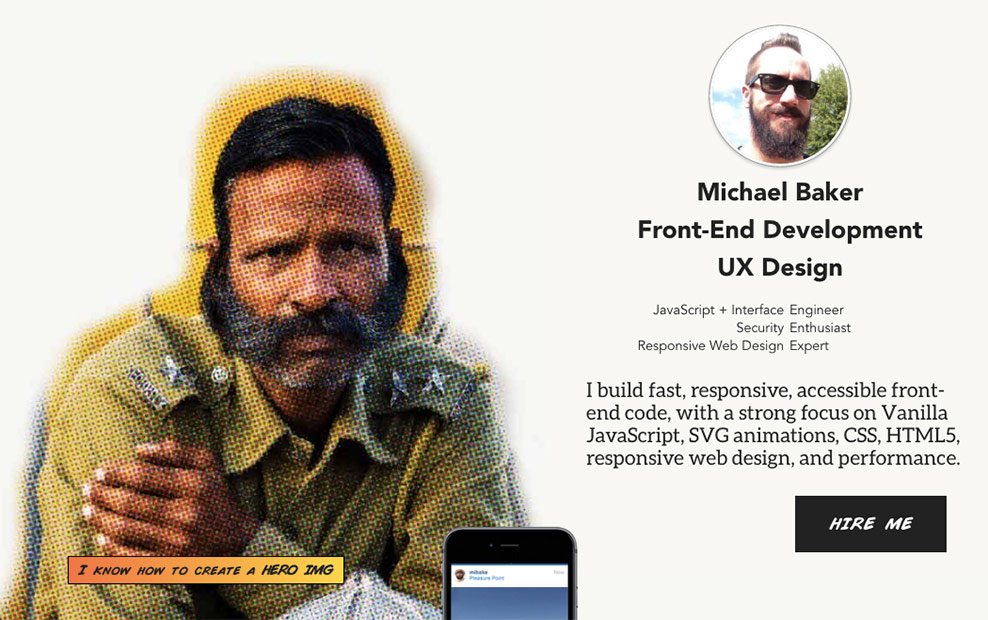 Michael Baker
Front-End Development
UX Design
JavaScript + Interface Engineer
Security Enthusiast
Responsive Web Design Expert
I build fast, responsive, accessible front-
end code, with a strong focus on Vanilla
JavaScript, SVG animations, CSS, HTML5,
responsive web design, and performance.
HIRE ME
I KNOW HOW TO CREATE A HERO IMG
mibake
Pleasure Point